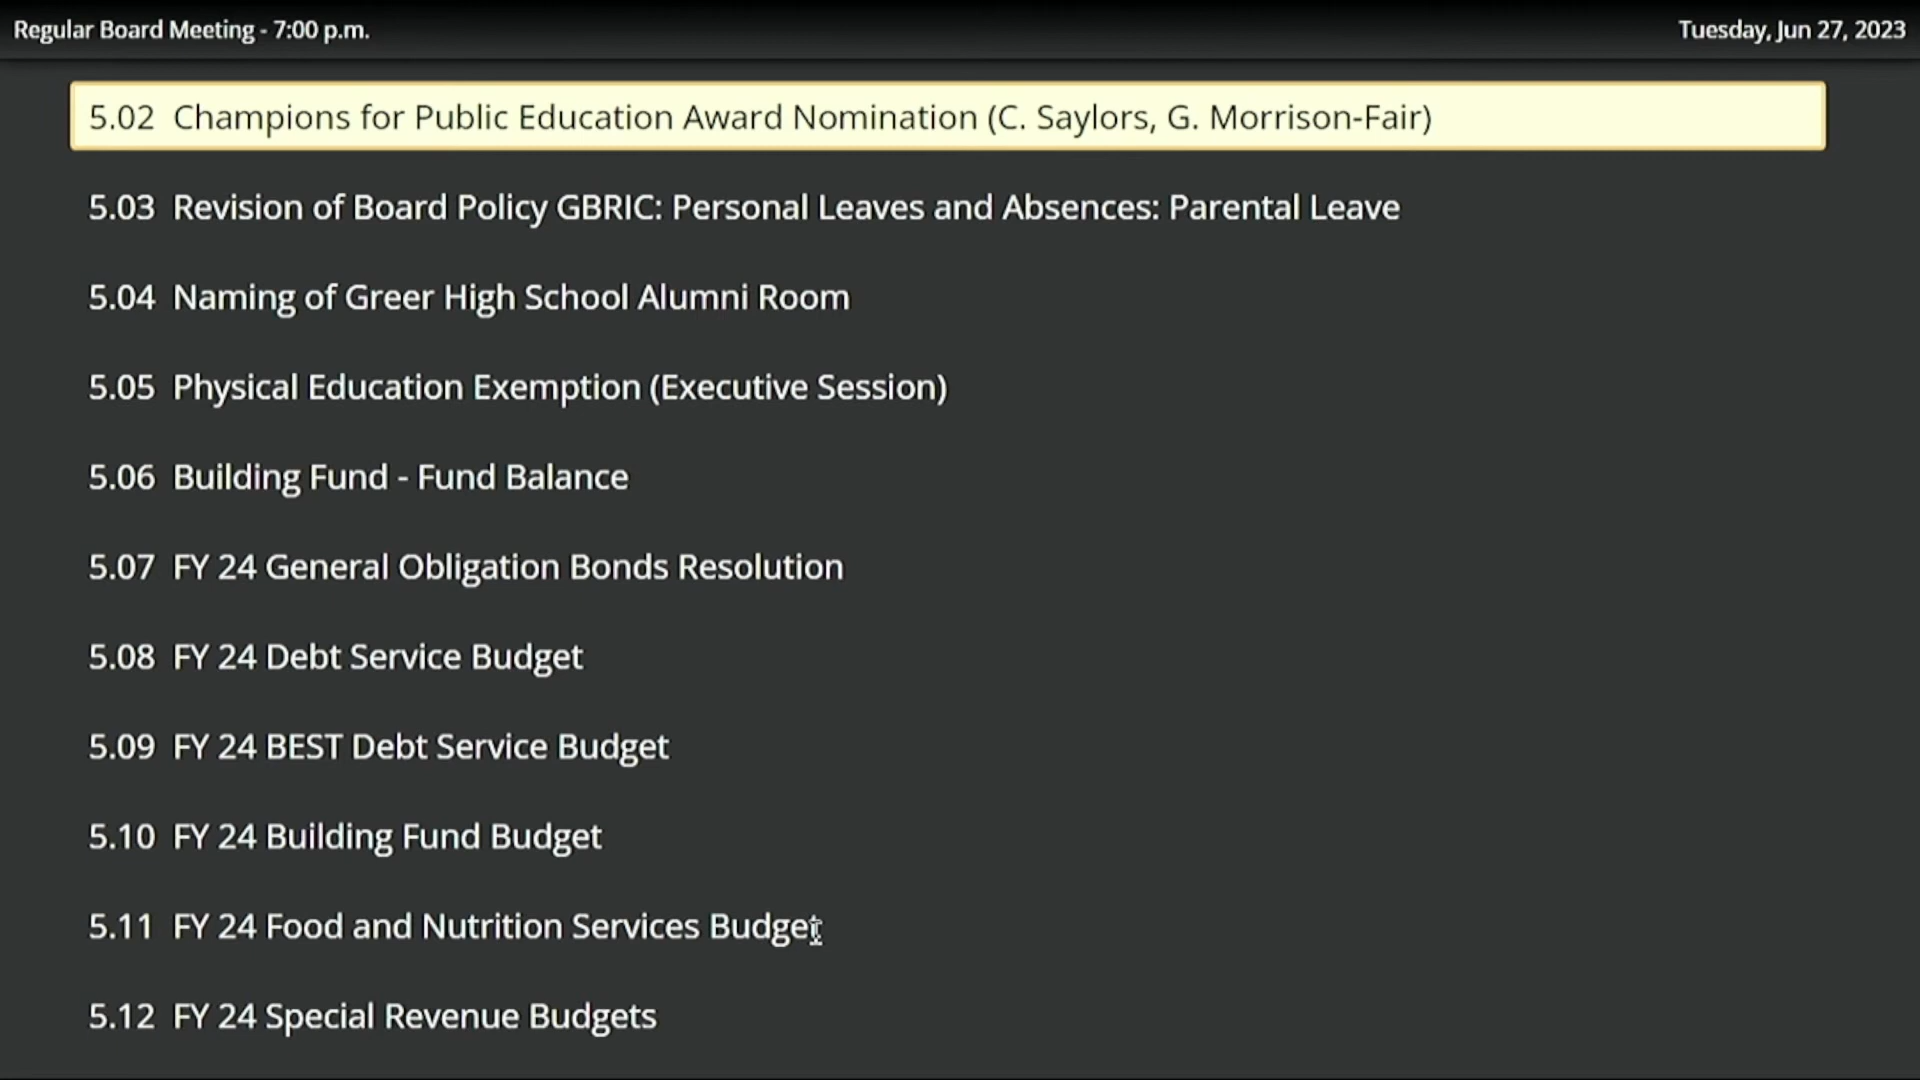 Regular Board Meeting - 7:00 p.m.
Tuesday, Jun 27, 2023
5.02 Champions for Public Education Award Nomination (C. Saylors, G. Morrison-Fair)
5.03 Revision of Board Policy GBRIC: Personal Leaves and Absences: Parental Leave
5.04 Naming of Greer High School Alumni Room
5.05 Physical Education Exemption (Executive Session)
5.06 Building Fund - Fund Balance
5.07 FY 24 General Obligation Bonds Resolution
5.08 FY 24 Debt Service Budget
5.09 FY 24 BEST Debt Service Budget
5.10 FY 24 Building Fund Budget
5.11 FY 24 Food and Nutrition Services Budget
5.12 FY 24 Special Revenue Budgets